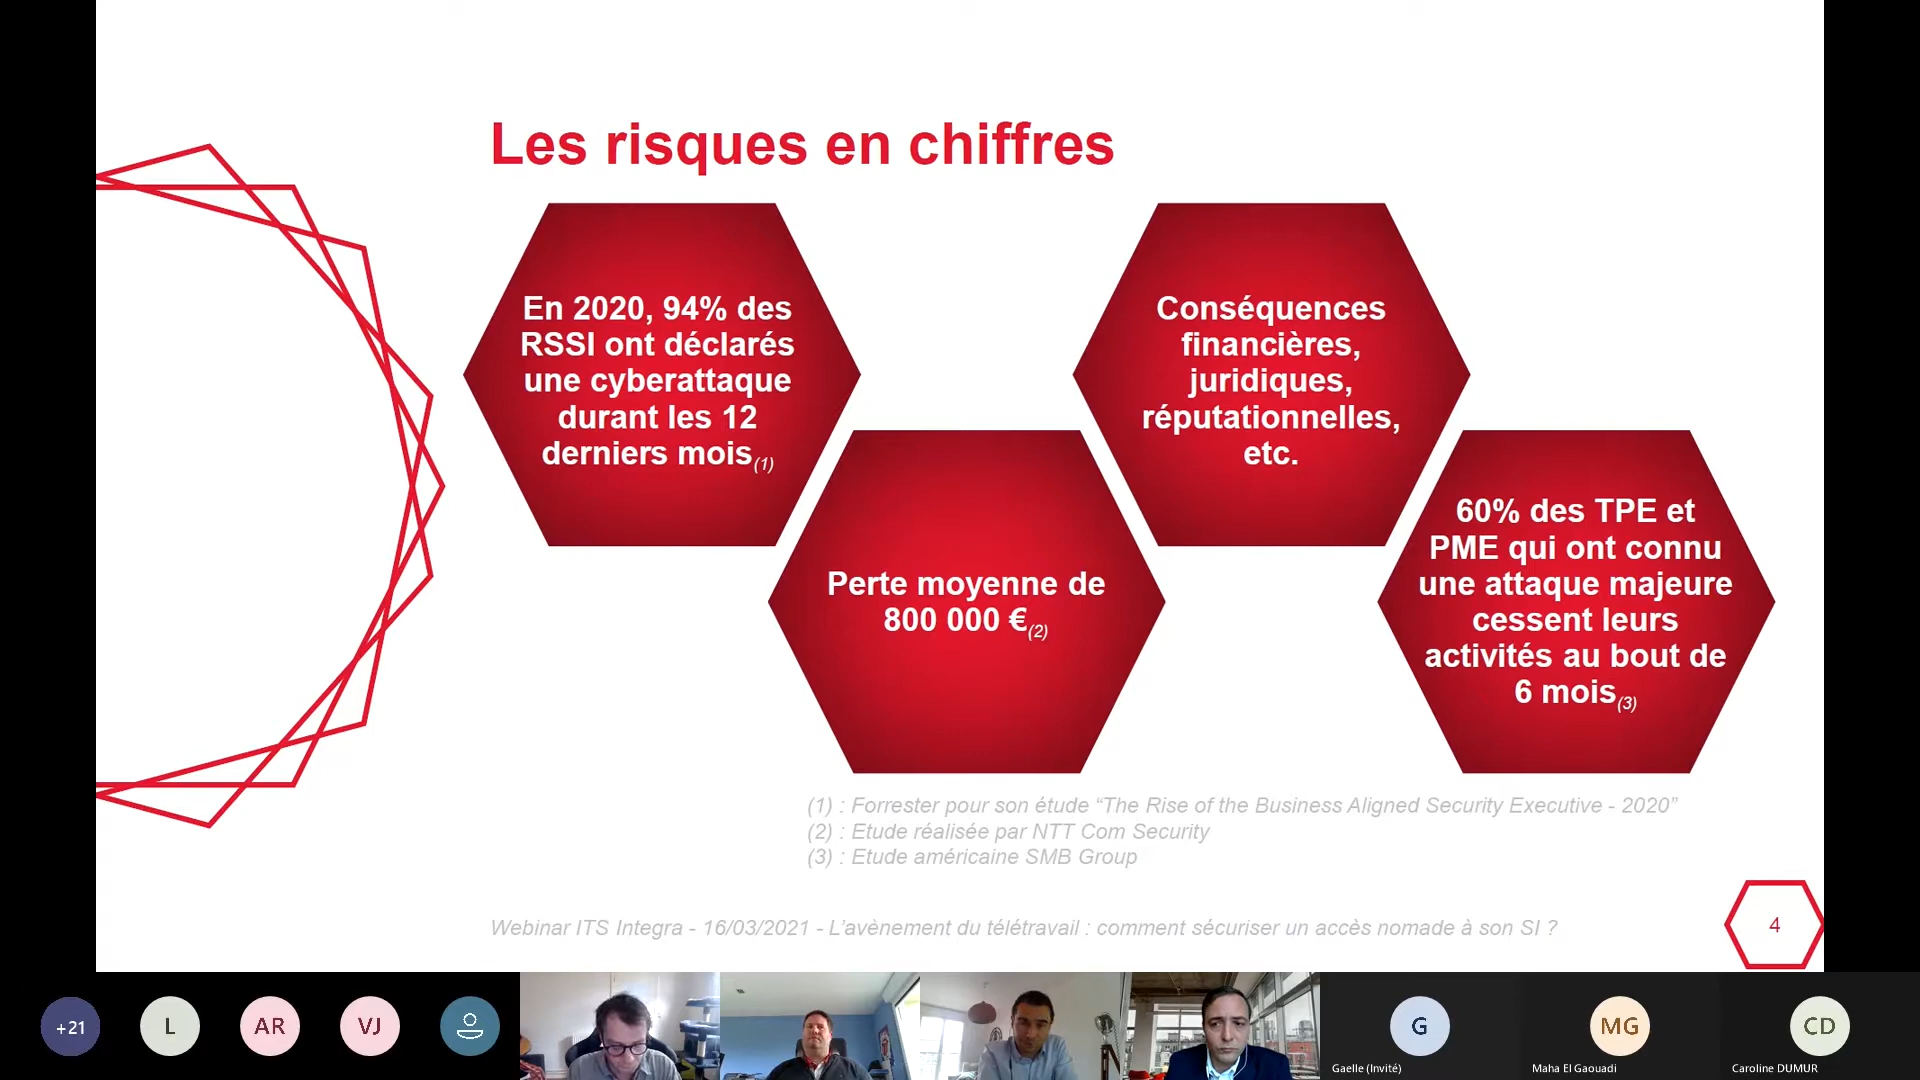 Les risques en chiffres
En 2020, 94% des
RSSI ont déclarés
une cyberattaque
durant les 12
derniers mois(1)
Perte moyenne de
800 000 €(2)
Conséquences
financières,
juridiques,
réputationnelles,
etc.
60% des TPE et
PME qui ont connu
une attaque majeure
cessent leurs
activités au bout de
6 mois(3)
(1) : Forrester pour son étude “The Rise of the Business Aligned Security Executive - 2020”
(2) : Etude réalisée par NTT Com Security
(3) : Etude américaine SMB Group
Webinar ITS Integra - 16/03/2021 - L’avènement du télétravail : comment sécuriser un accès nomade à son SI ?
4
+21
L
AR
VJ
G
MG
CD
Gaelle (Invité)
Maha El Gaouadi
Caroline DUMUR